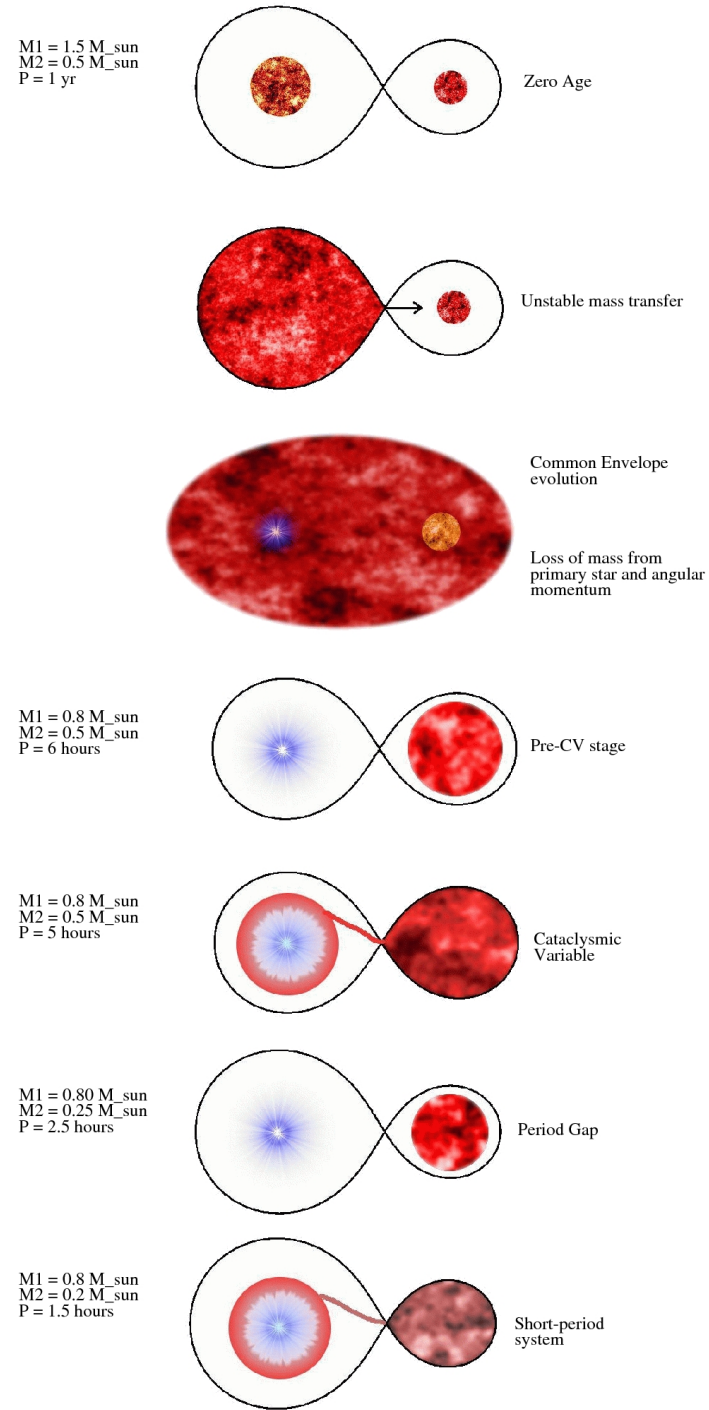 M1 = 1.5 M_sun
M2 = 0.5 M_sun
P = 1 yr
Zero Age
Unstable mass transfer
Common Envelope
evolution
Loss of mass from
primary star and angular
momentum
M1 = 0.8 M_sun
M2 = 0.5 M_sun
P = 6 hours
Pre-CV stage
M1 = 0.8 M_sun
M2 = 0.5 M_sun
P = 5 hours
Cataclysmic
Variable
M1 = 0.80 M_sun
M2 = 0.25 M_sun
P = 2.5 hours
Period Gap
M1 = 0.8 M_sun
M2 = 0.2 M_sun
P = 1.5 hours
Short-period
system